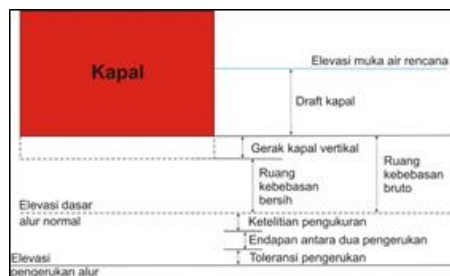 Kapal
Elevasi muka air rencana
Draft kapal
Gerak kapal vertikal
Ruang
kebebasan
bersih
Ruang
kebebasan
bruto
Elevasi dasar
alur normal
Ketelitian pengukuran
Endapan antara dua pengerukan
Elevasi
pengerukan alur
Toleransi pengerukan